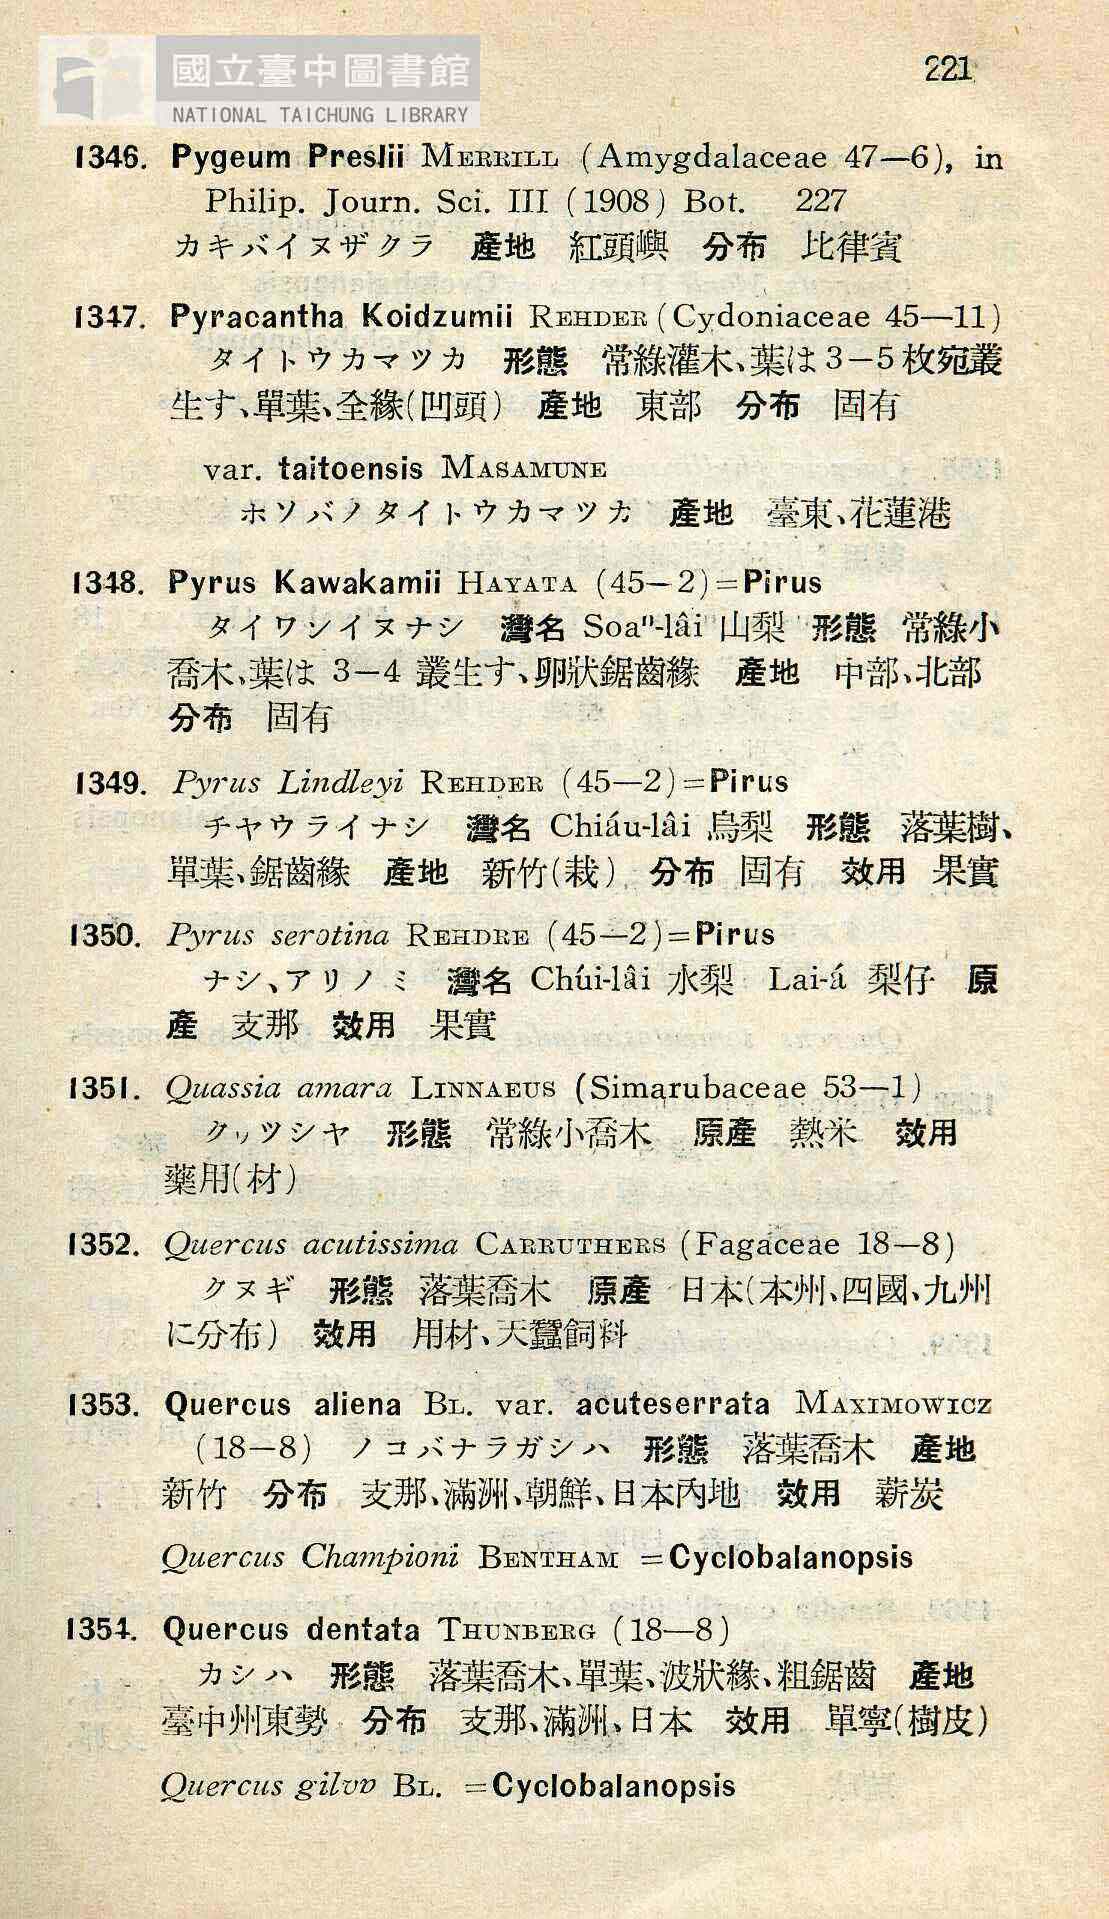 國立臺中圖書館
NATIONAL TAICHUNG LIBRARY
221
1346. Pygeum Preslii MERRILL (Amygdalaceae 47—6), in
Philip. Journ. Sci. III (1908) Bot. 227
カキバイヌザクラ 產地 紅頭嶼 分布 比律賓
1347. Pyracantha Koidzumii REHDER (Cydoniaceae 45—11)
タイトウカマツカ 形態 常綠灌木、葉は3—5枚宛叢
生す、單葉、全緣(凹頭) 產地 東部 分布 固有
var. taitoensis MASAMUNE
ホソバノタイトウカマツカ 產地 臺東、花蓮港
1348. Pyrus Kawakamii HAYATA (45—2)=Pirus
タイワンイヌナシ 灣名 Soaⁿ-lâi 山梨 形態 常綠小
喬木、葉は 3—4 叢生す、卵狀鋸齒緣 產地 中部、北部
分布 固有
1349. Pyrus Lindleyi REHDER (45—2)=Pirus
チヤウライナシ 灣名 Chiáu-lâi 鳥梨 形態 落葉樹、
單葉、鋸齒緣 產地 新竹(栽) 分布 固有 效用 果實
1350. Pyrus serotina REHDRE (45—2)=Pirus
ナシ、アリノミ 灣名 Chúi-lâi 水梨 Lai-á 梨仔 原
產 支那 效用 果實
1351. Quassia amara LINNAEUS (Simarubaceae 53—1)
クヮツシヤ 形態 常綠小喬木 原產 熱米 效用
藥用(材)
1352. Quercus acutissima CARRUTHERS (Fagaceae 18—8)
クヌギ 形態 落葉喬木 原產 日本(本州、四國、九州
に分布) 效用 用材、天蠶飼料
1353. Quercus aliena BL. var. acuteserrata MAXIMOWICZ
(18—8) ノコバナラガシハ 形態 落葉喬木 產地
新竹 分布 支那、滿洲、朝鮮、日本內地 效用 薪炭
Quercus Championi BENTHAM =Cyclobalanopsis
1354. Quercus dentata THUNBERG (18—8)
カシハ 形態 落葉喬木、單葉、波狀緣、粗鋸齒 產地
臺中州東勢 分布 支那、滿洲、日本 效用 單寧(樹皮)
Quercus gilvv BL. =Cyclobalanopsis